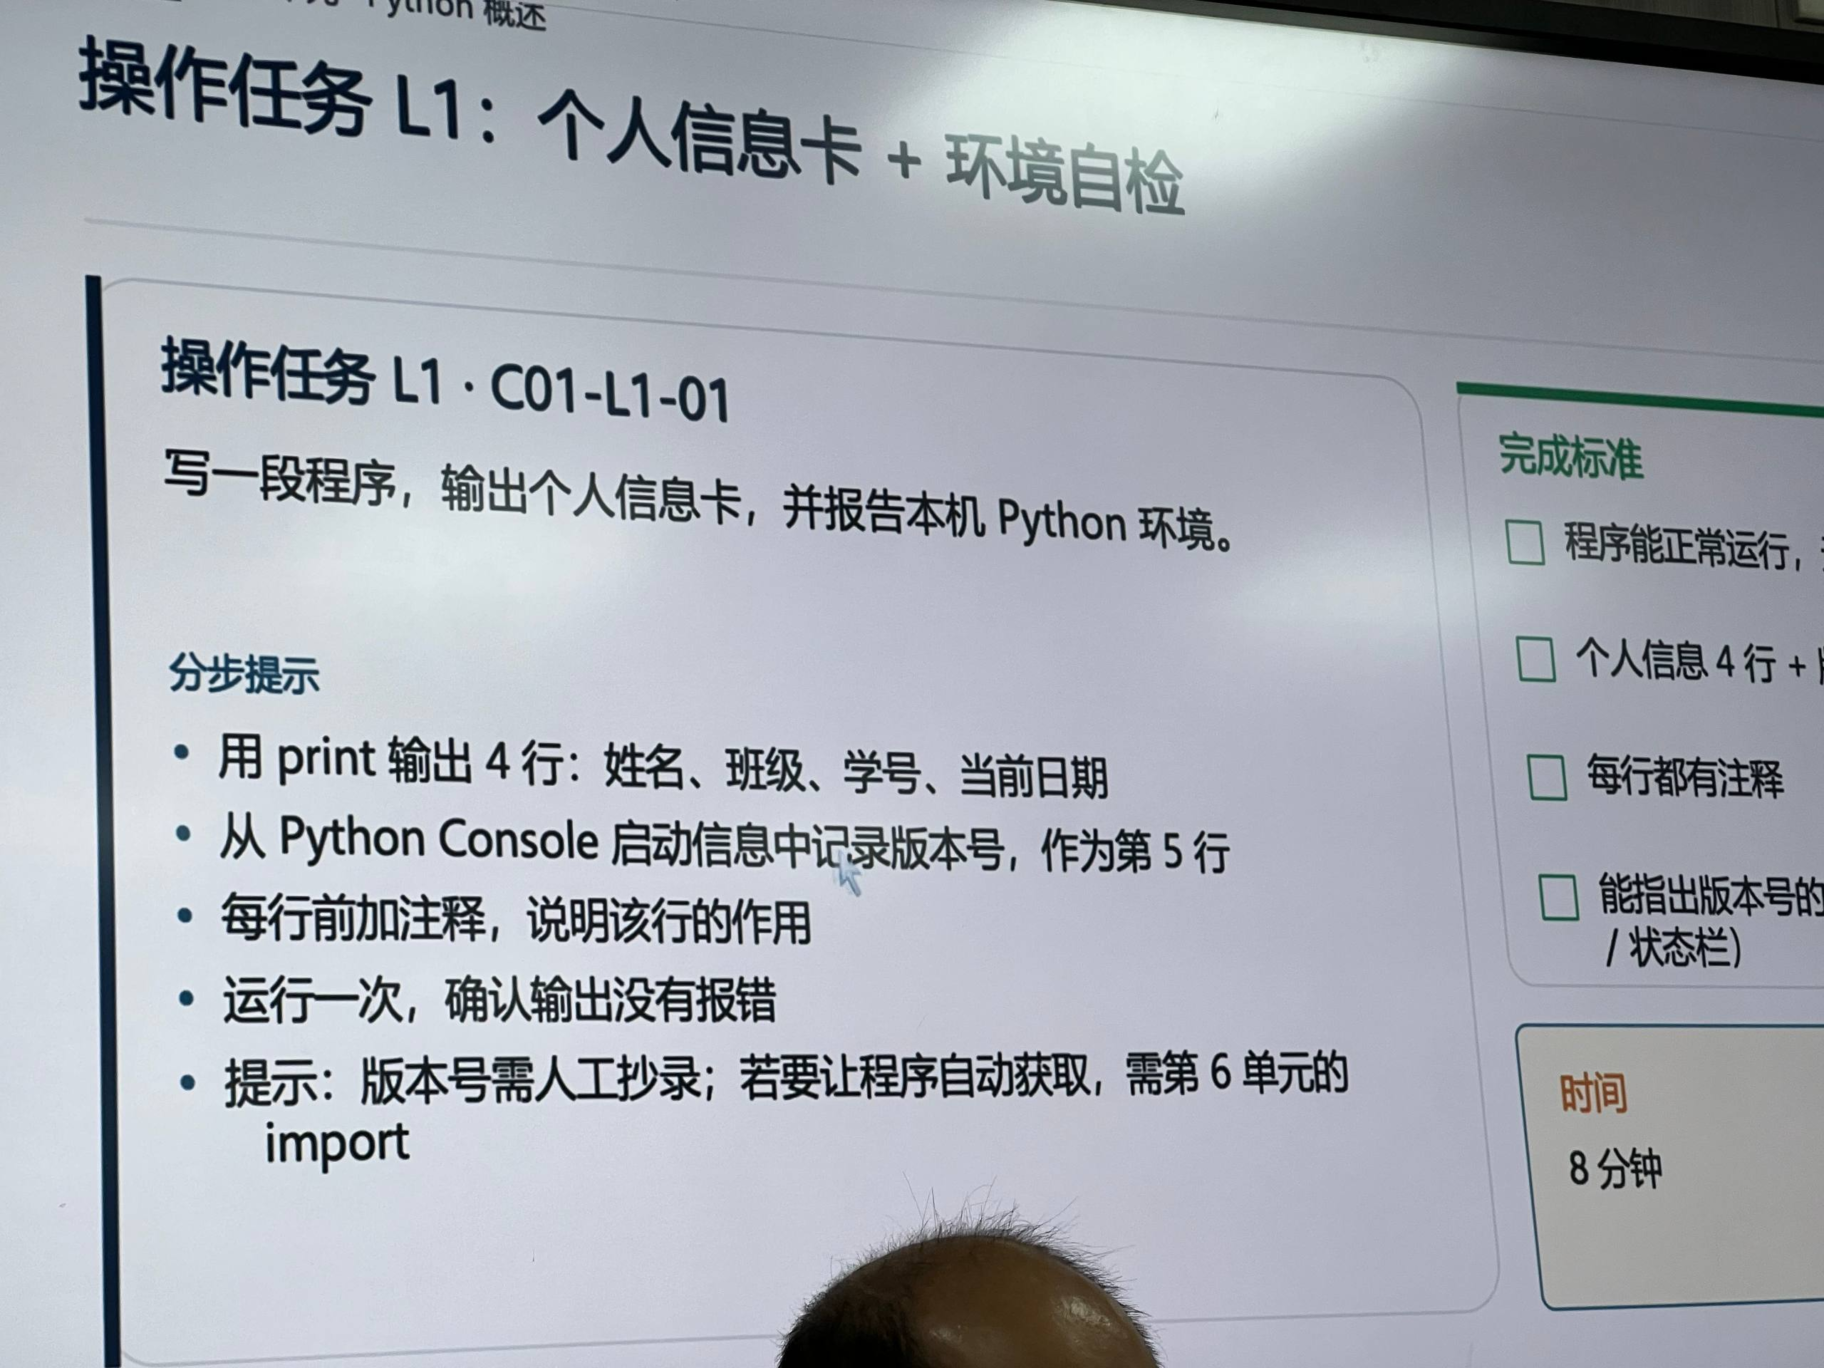 Python 概述
操作任务 L1：个人信息卡 + 环境自检
操作任务 L1 · C01-L1-01
写一段程序，输出个人信息卡，并报告本机 Python 环境。
分步提示
• 用 print 输出 4 行：姓名、班级、学号、当前日期
• 从 Python Console 启动信息中记录版本号，作为第 5 行
• 每行前加注释，说明该行的作用
• 运行一次，确认输出没有报错
• 提示：版本号需人工抄录；若要让程序自动获取，需第 6 单元的
import
完成标准
程序能正常运行，
个人信息 4 行 +
每行都有注释
能指出版本号的
/ 状态栏）
时间
8 分钟